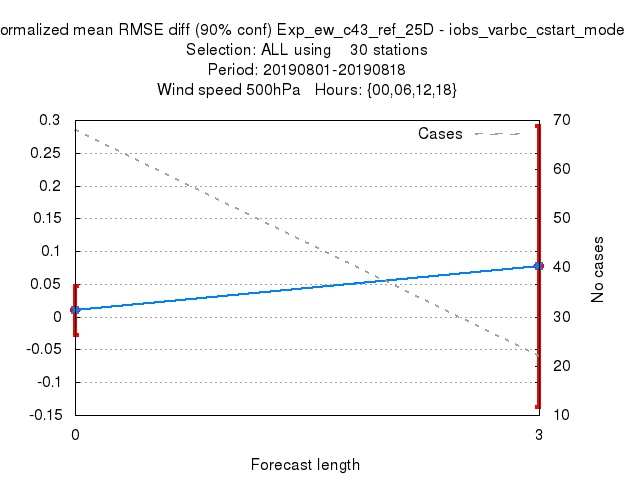 ormalized mean RMSE diff (90% conf) Exp_ew_c43_ref_25D - iobs_varbc_cstart_mode
Selection: ALL using 30 stations
Period: 20190801-20190818
Wind speed 500hPa Hours: {00,06,12,18}
Cases
0.3
0.25
0.2
0.15
0.1
0.05
0
-0.05
-0.1
-0.15
70
60
50
40
30
20
10
No cases
0
3
Forecast length